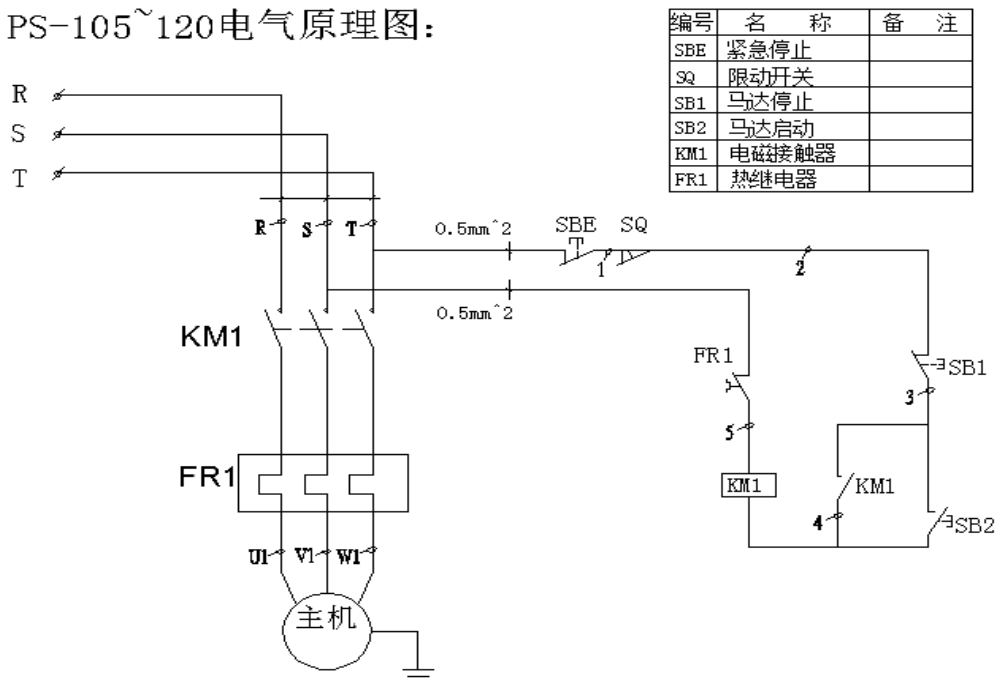 PS-105~120电气原理图:
编号 名 称 备 注
SBE 紧急停止
SQ 限动开关
SB1 马达停止
SB2 马达启动
KM1 电磁接触器
FR1 热继电器
R
S
T
R S T
0.5mm^2
SBE SQ
1
2
0.5mm^2
KM1
FR1
SB1
3
5
FR1
KM1
KM1
4
SB2
U1 V1 W1
主机